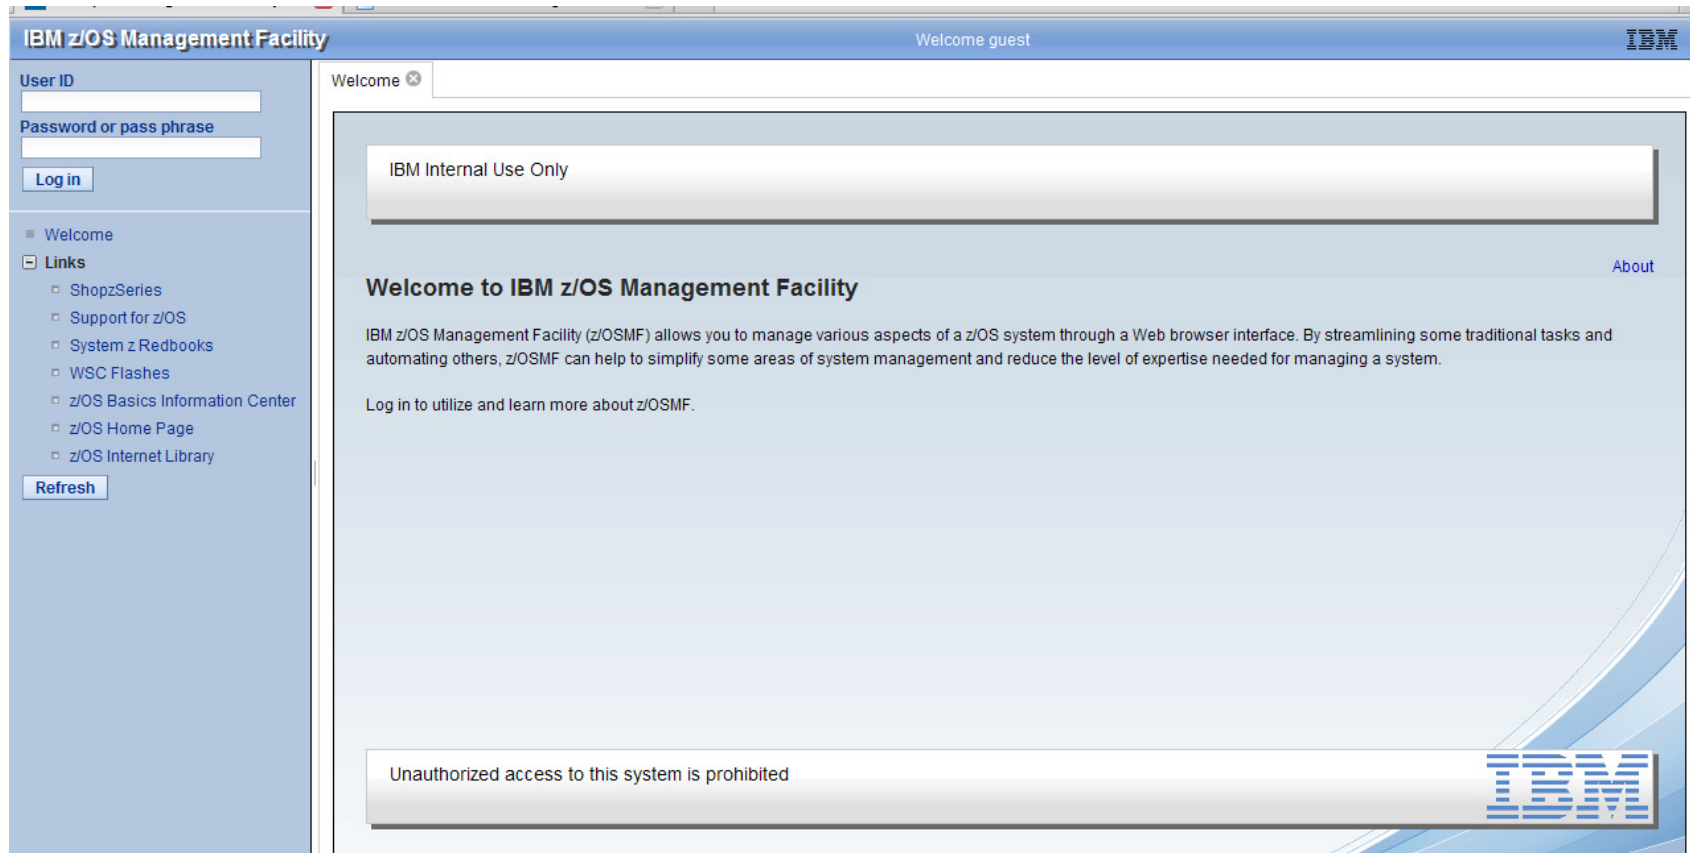 IBM z/OS Management Facility
Welcome guest
IBM
User ID
Password or pass phrase
Log in
Welcome
Links
ShopzSeries
Support for z/OS
System z Redbooks
WSC Flashes
z/OS Basics Information Center
z/OS Home Page
z/OS Internet Library
Refresh
Welcome
IBM Internal Use Only
About
Welcome to IBM z/OS Management Facility
IBM z/OS Management Facility (z/OSMF) allows you to manage various aspects of a z/OS system through a Web browser interface. By streamlining some traditional tasks and
automating others, z/OSMF can help to simplify some areas of system management and reduce the level of expertise needed for managing a system.
Log in to utilize and learn more about z/OSMF.
Unauthorized access to this system is prohibited
IBM